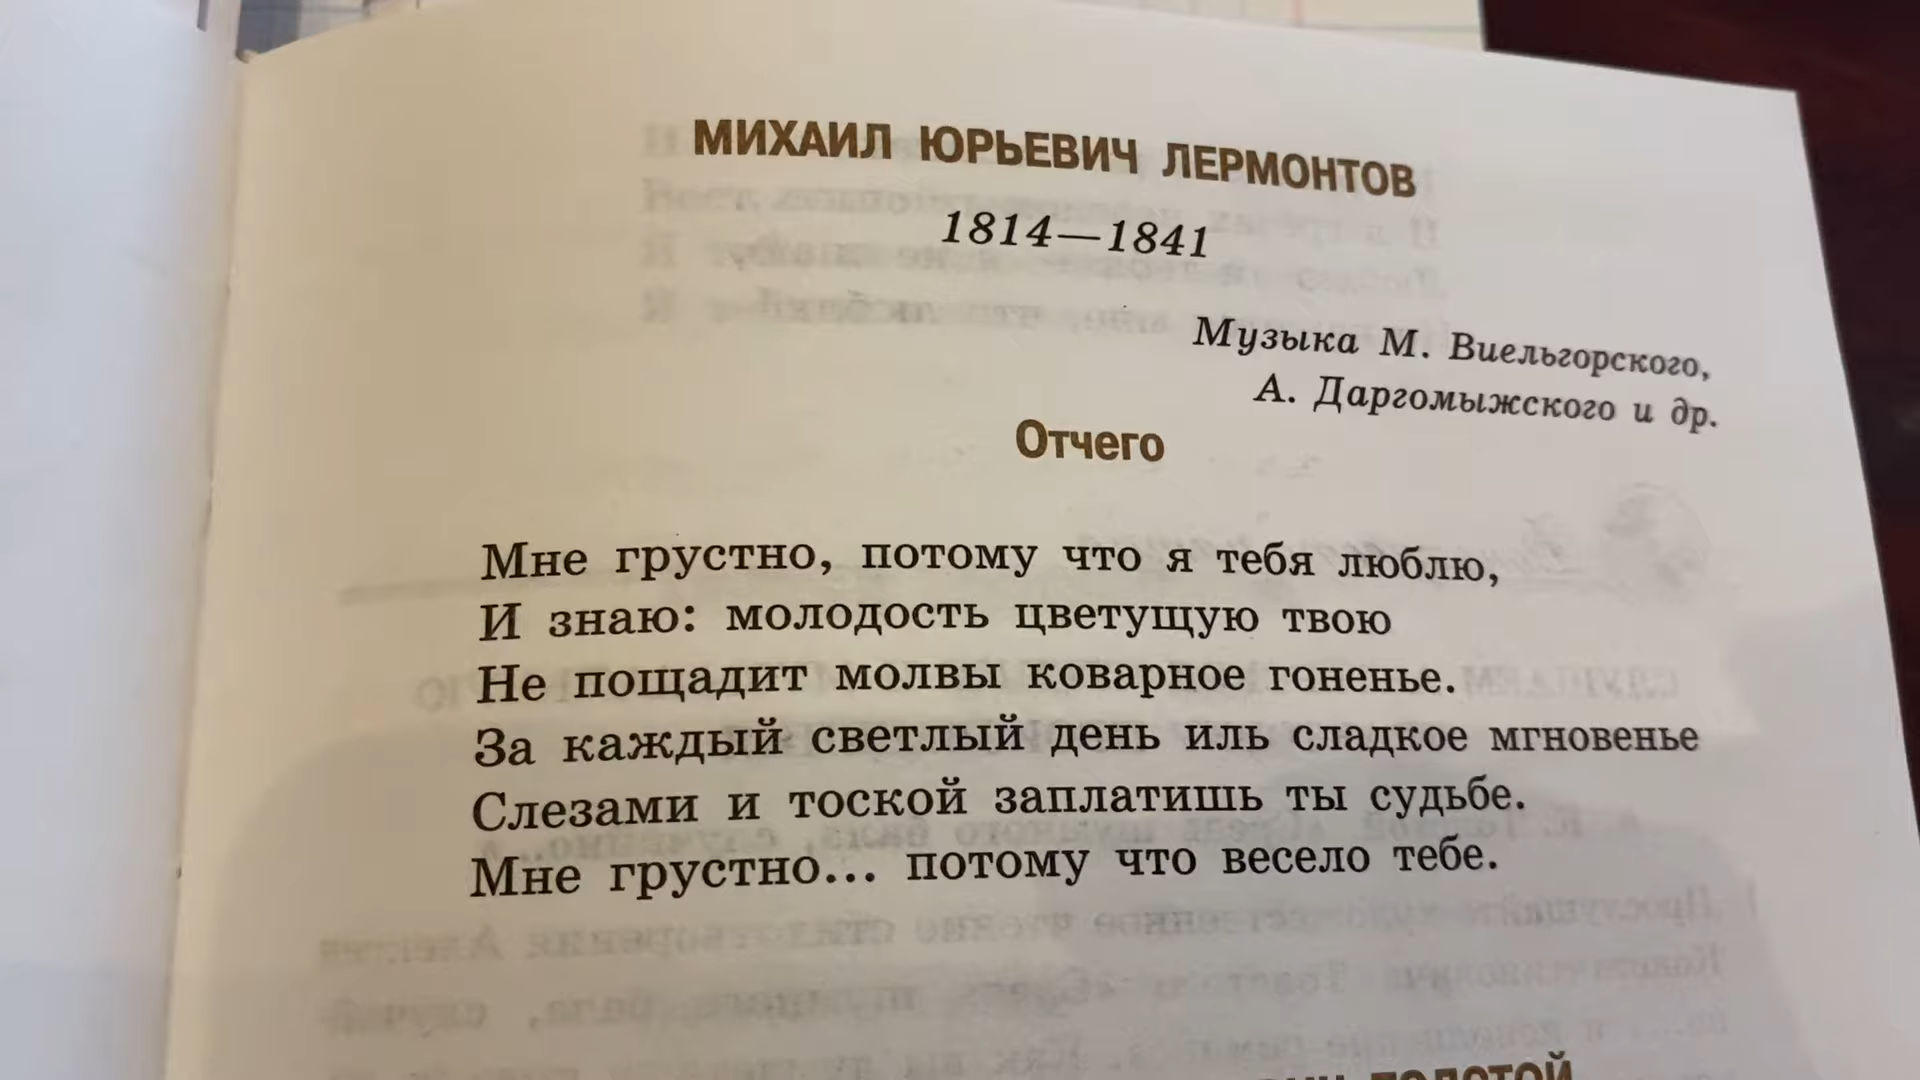 МИХАИЛ ЮРЬЕВИЧ ЛЕРМОНТОВ
1814—1841
Музыка М. Виельгорского,
А. Даргомыжского и др.
Отчего
Мне грустно, потому что я тебя люблю,
И знаю: молодость цветущую твою
Не пощадит молвы коварное гоненье.
За каждый светлый день иль сладкое мгновенье
Слезами и тоской заплатишь ты судьбе.
Мне грустно... потому что весело тебе.
ТОЛСТОЙ